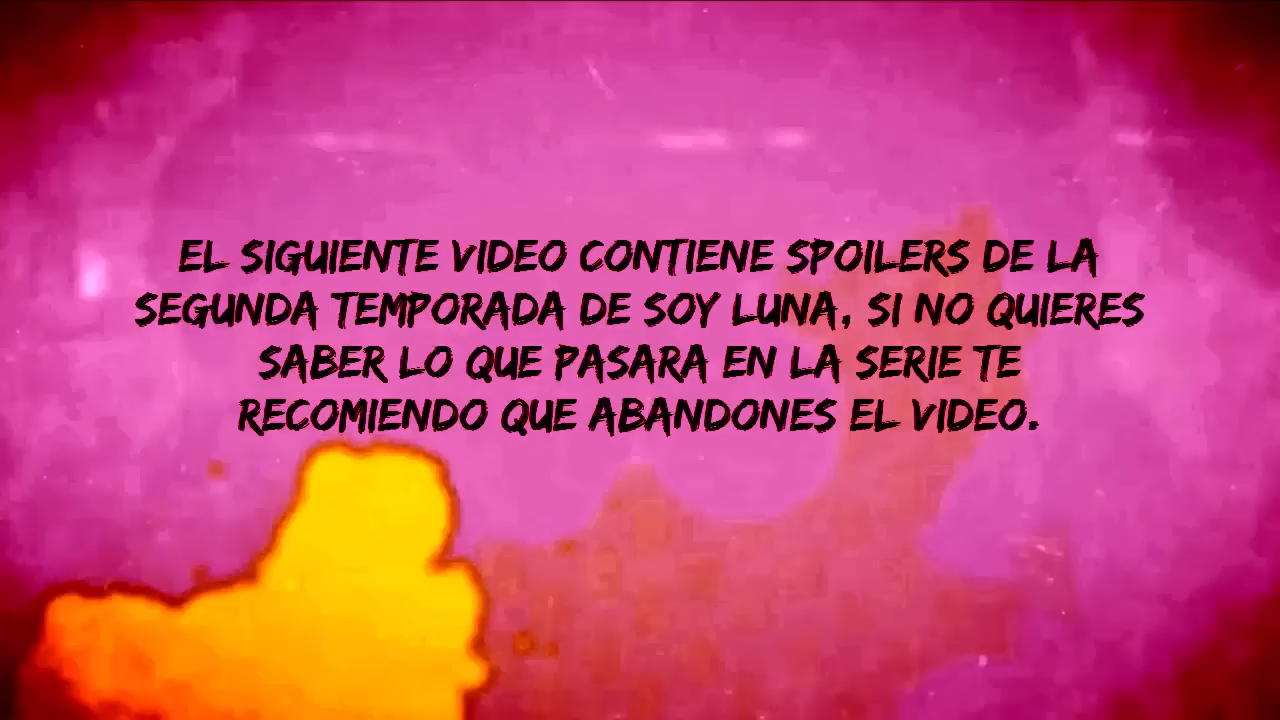 EL SIGUIENTE VIDEO CONTIENE SPOILERS DE LA
SEGUNDA TEMPORADA DE SOY LUNA, SI NO QUIERES
SABER LO QUE PASARA EN LA SERIE TE
RECOMIENDO QUE ABANDONES EL VIDEO.